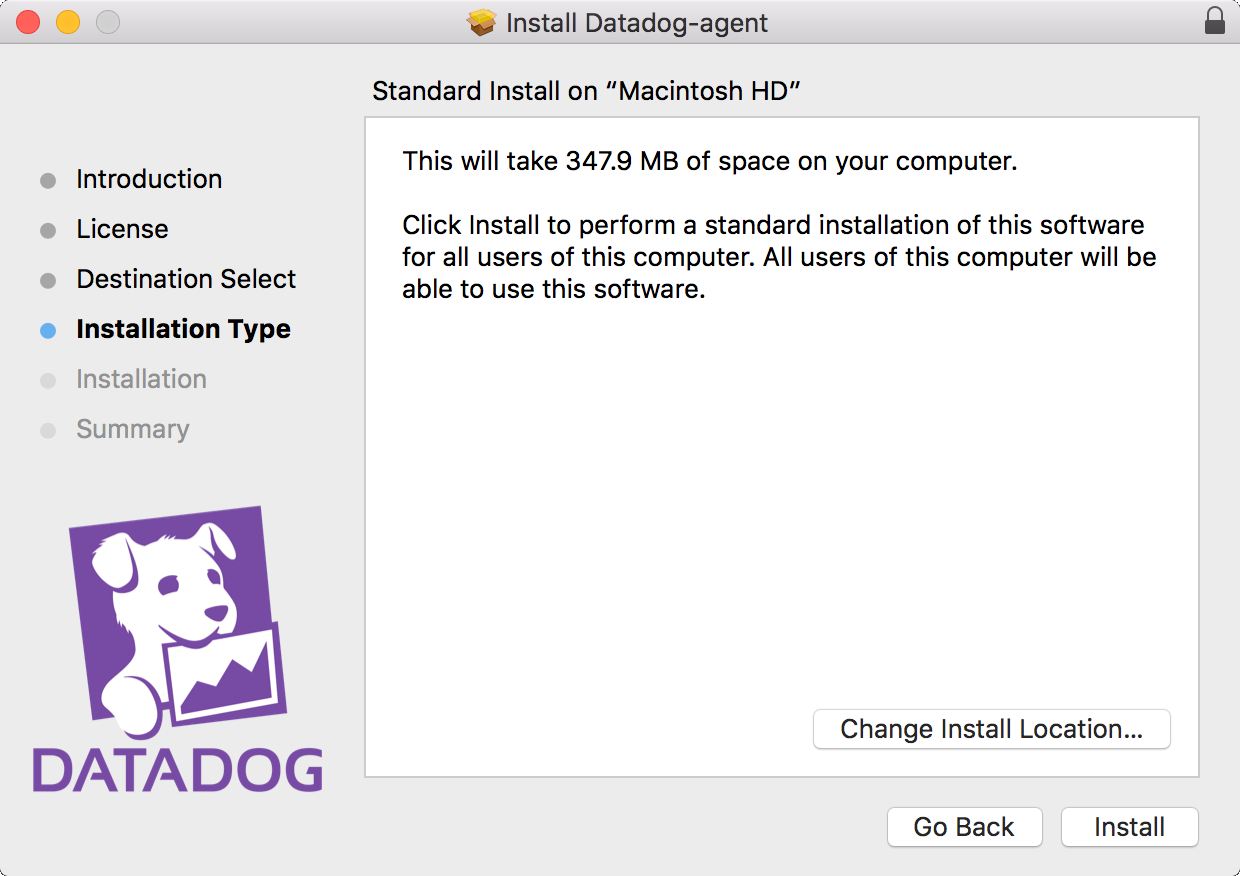 Install Datadog-agent
Standard Install on “Macintosh HD”
Introduction
License
Destination Select
Installation Type
Installation
Summary
This will take 347.9 MB of space on your computer.
Click Install to perform a standard installation of this software
for all users of this computer. All users of this computer will be
able to use this software.
DATADOG
Change Install Location...
Go Back
Install